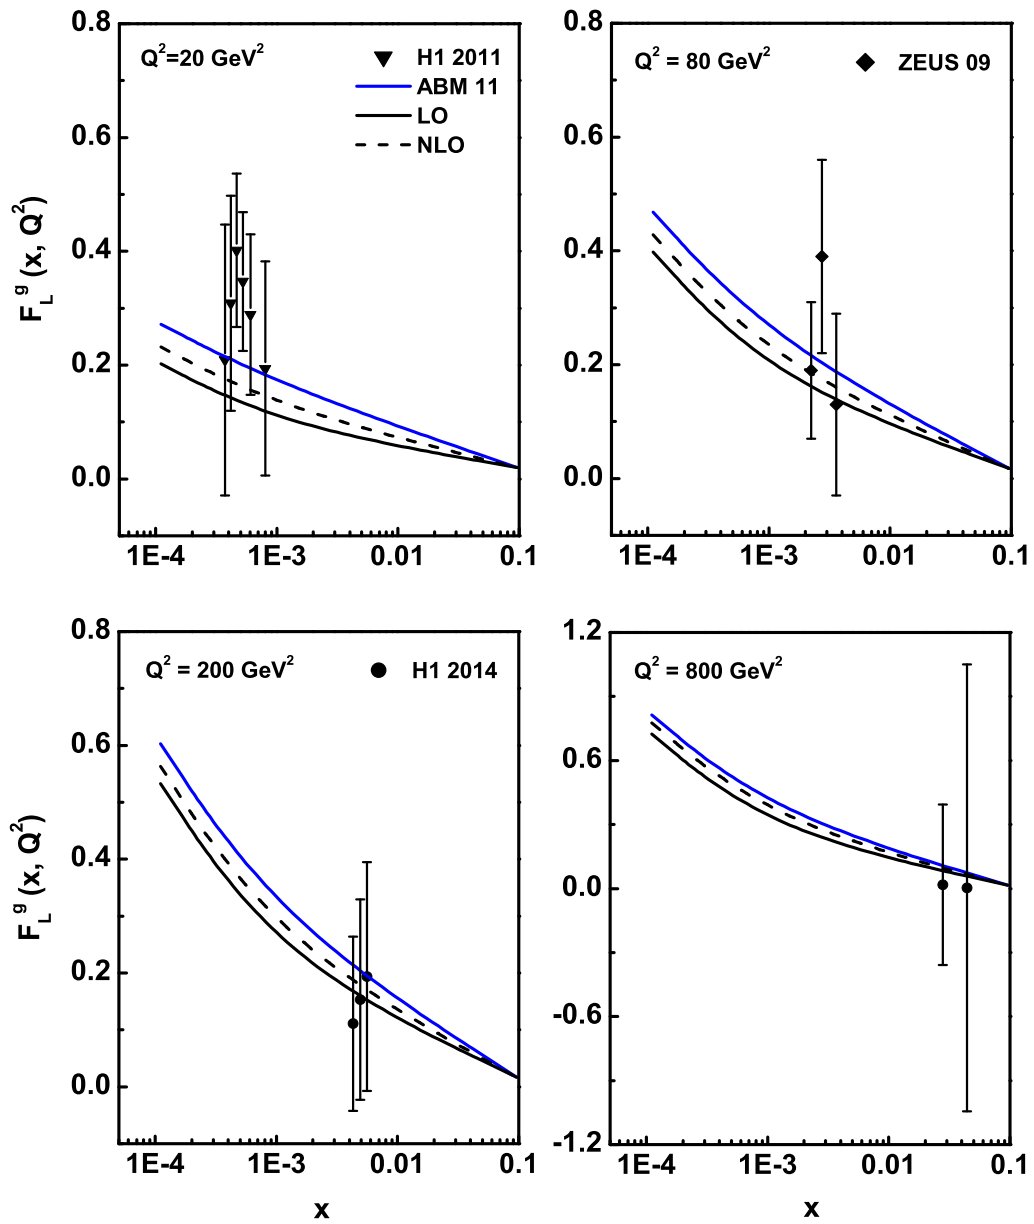 0.8
Q²=20 GeV²
H1 2011
ABM 11
LO
NLO
0.6
0.4
0.2
0.0
F_L^g (x, Q²)
1E-4 1E-3 0.01 0.1
0.8
Q² = 80 GeV²
ZEUS 09
0.6
0.4
0.2
0.0
1E-4 1E-3 0.01 0.1
0.8
Q² = 200 GeV²
H1 2014
0.6
0.4
0.2
0.0
F_L^g (x, Q²)
1E-4 1E-3 0.01 0.1
x
1.2
Q² = 800 GeV²
0.6
0.0
-0.6
-1.2
1E-4 1E-3 0.01 0.1
x